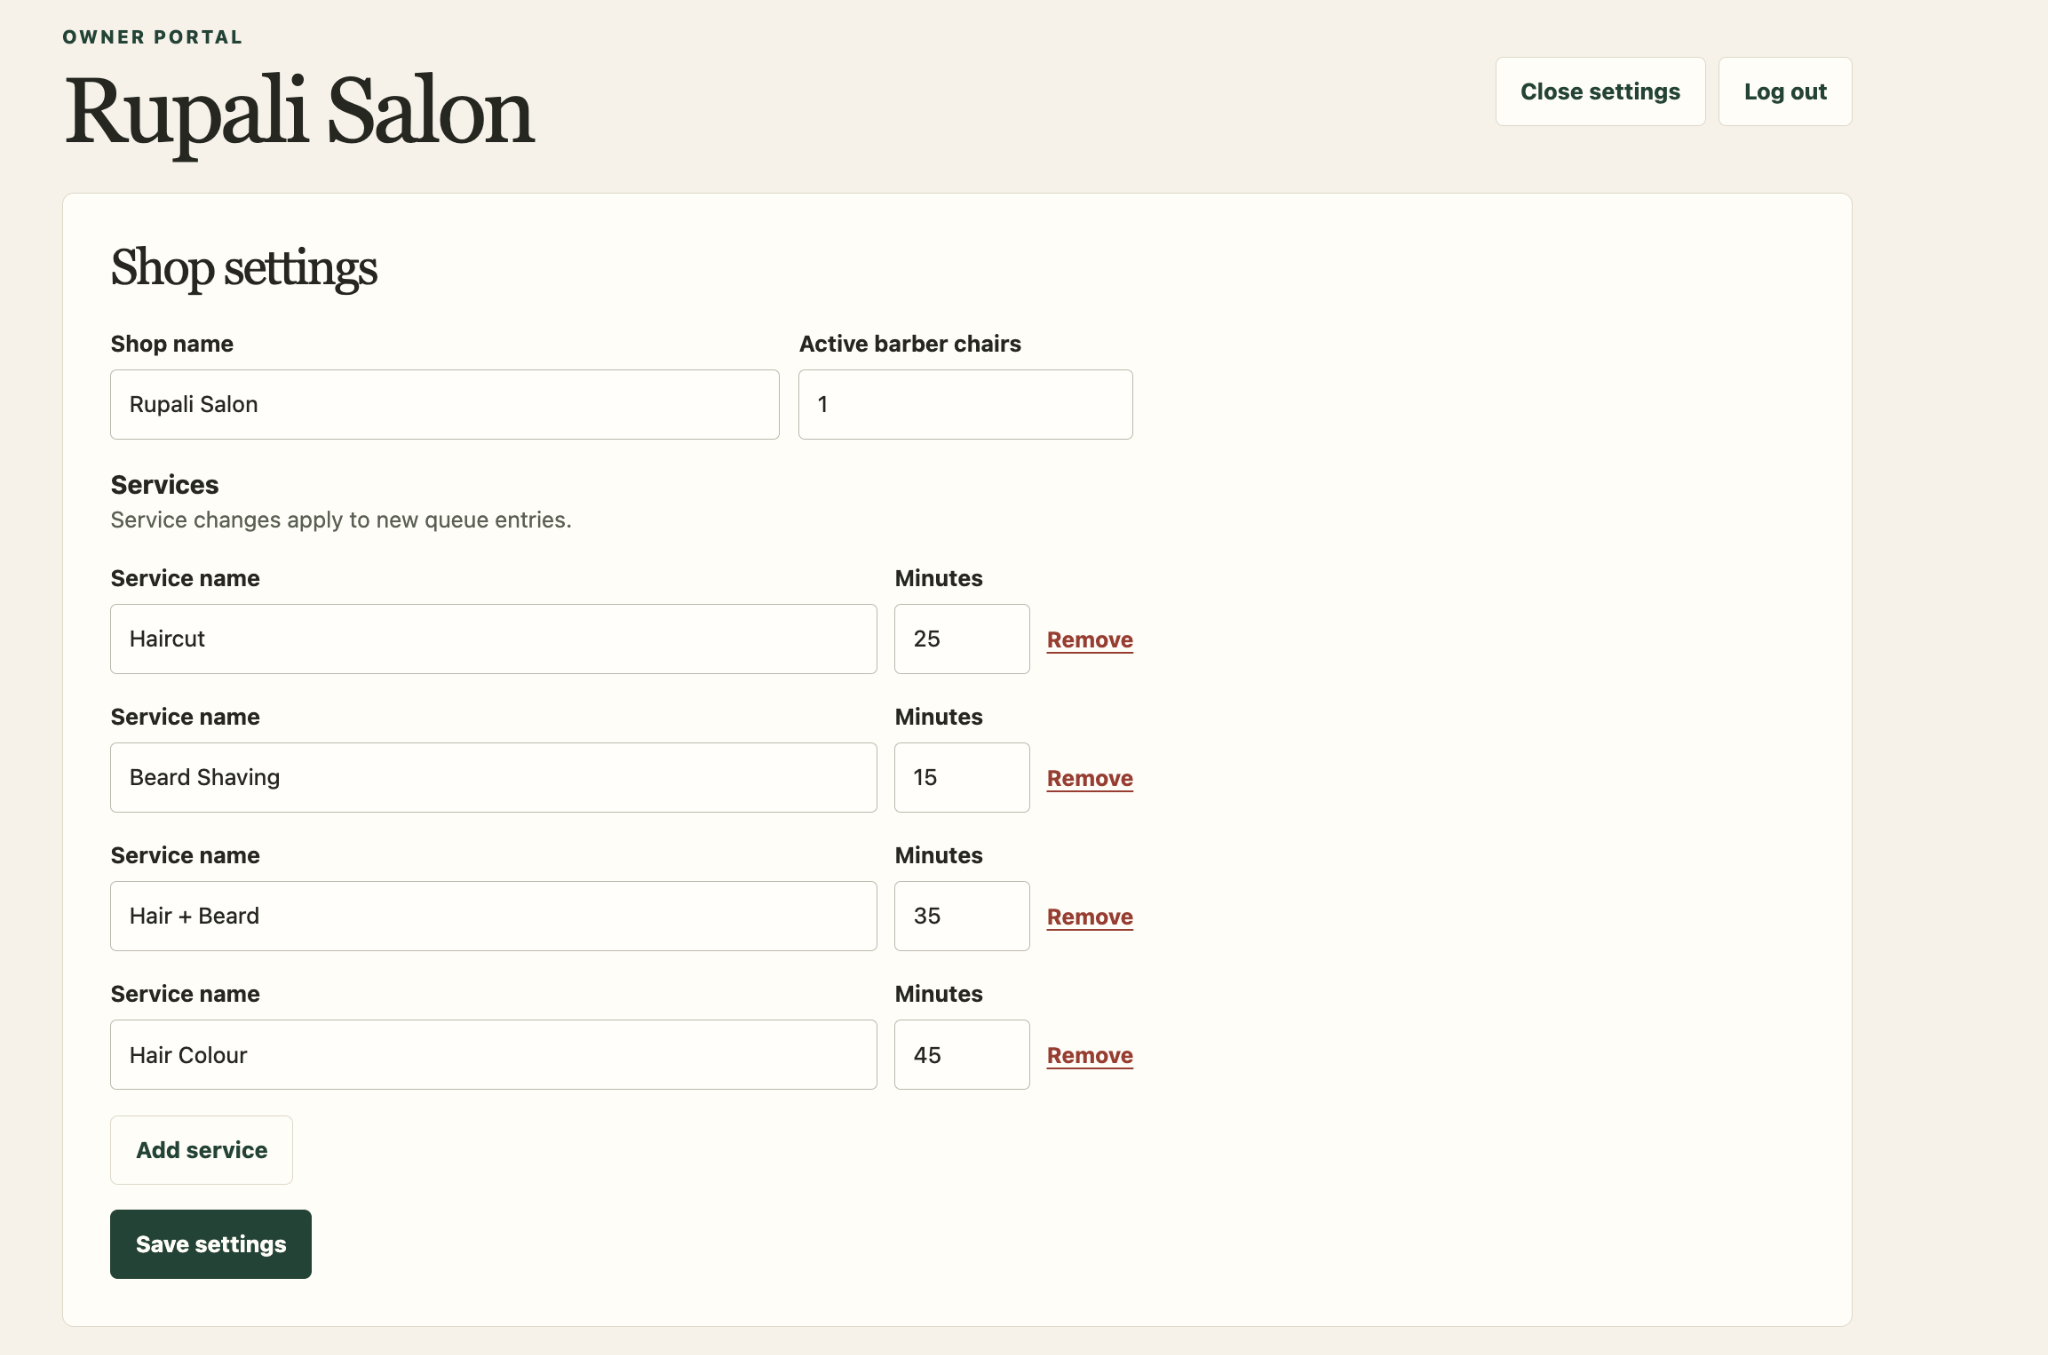 OWNER PORTAL
Rupali Salon
Close settings
Log out
Shop settings
Shop name
Active barber chairs
Rupali Salon
1
Services
Service changes apply to new queue entries.
Service name
Minutes
Haircut
25
Remove
Service name
Minutes
Beard Shaving
15
Remove
Service name
Minutes
Hair + Beard
35
Remove
Service name
Minutes
Hair Colour
45
Remove
Add service
Save settings